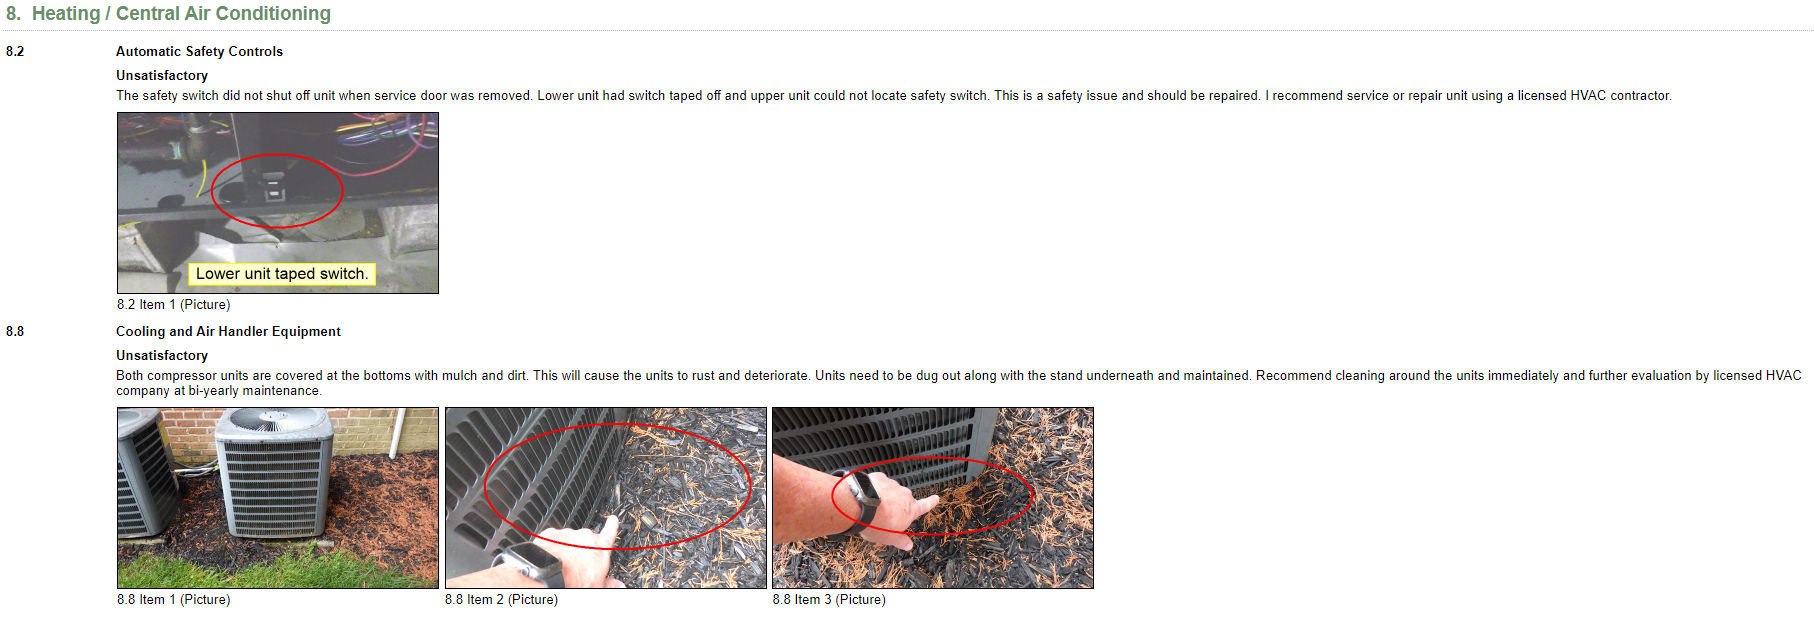 8. Heating / Central Air Conditioning
8.2 Automatic Safety Controls
Unsatisfactory
The safety switch did not shut off unit when service door was removed. Lower unit had switch taped off and upper unit could not locate safety switch. This is a safety issue and should be repaired. I recommend service or repair unit using a licensed HVAC contractor.
Lower unit taped switch.
8.2 Item 1 (Picture)
8.8 Cooling and Air Handler Equipment
Unsatisfactory
Both compressor units are covered at the bottoms with mulch and dirt. This will cause the units to rust and deteriorate. Units need to be dug out along with the stand underneath and maintained. Recommend cleaning around the units immediately and further evaluation by licensed HVAC
company at bi-yearly maintenance.
8.8 Item 1 (Picture)
8.8 Item 2 (Picture)
8.8 Item 3 (Picture)